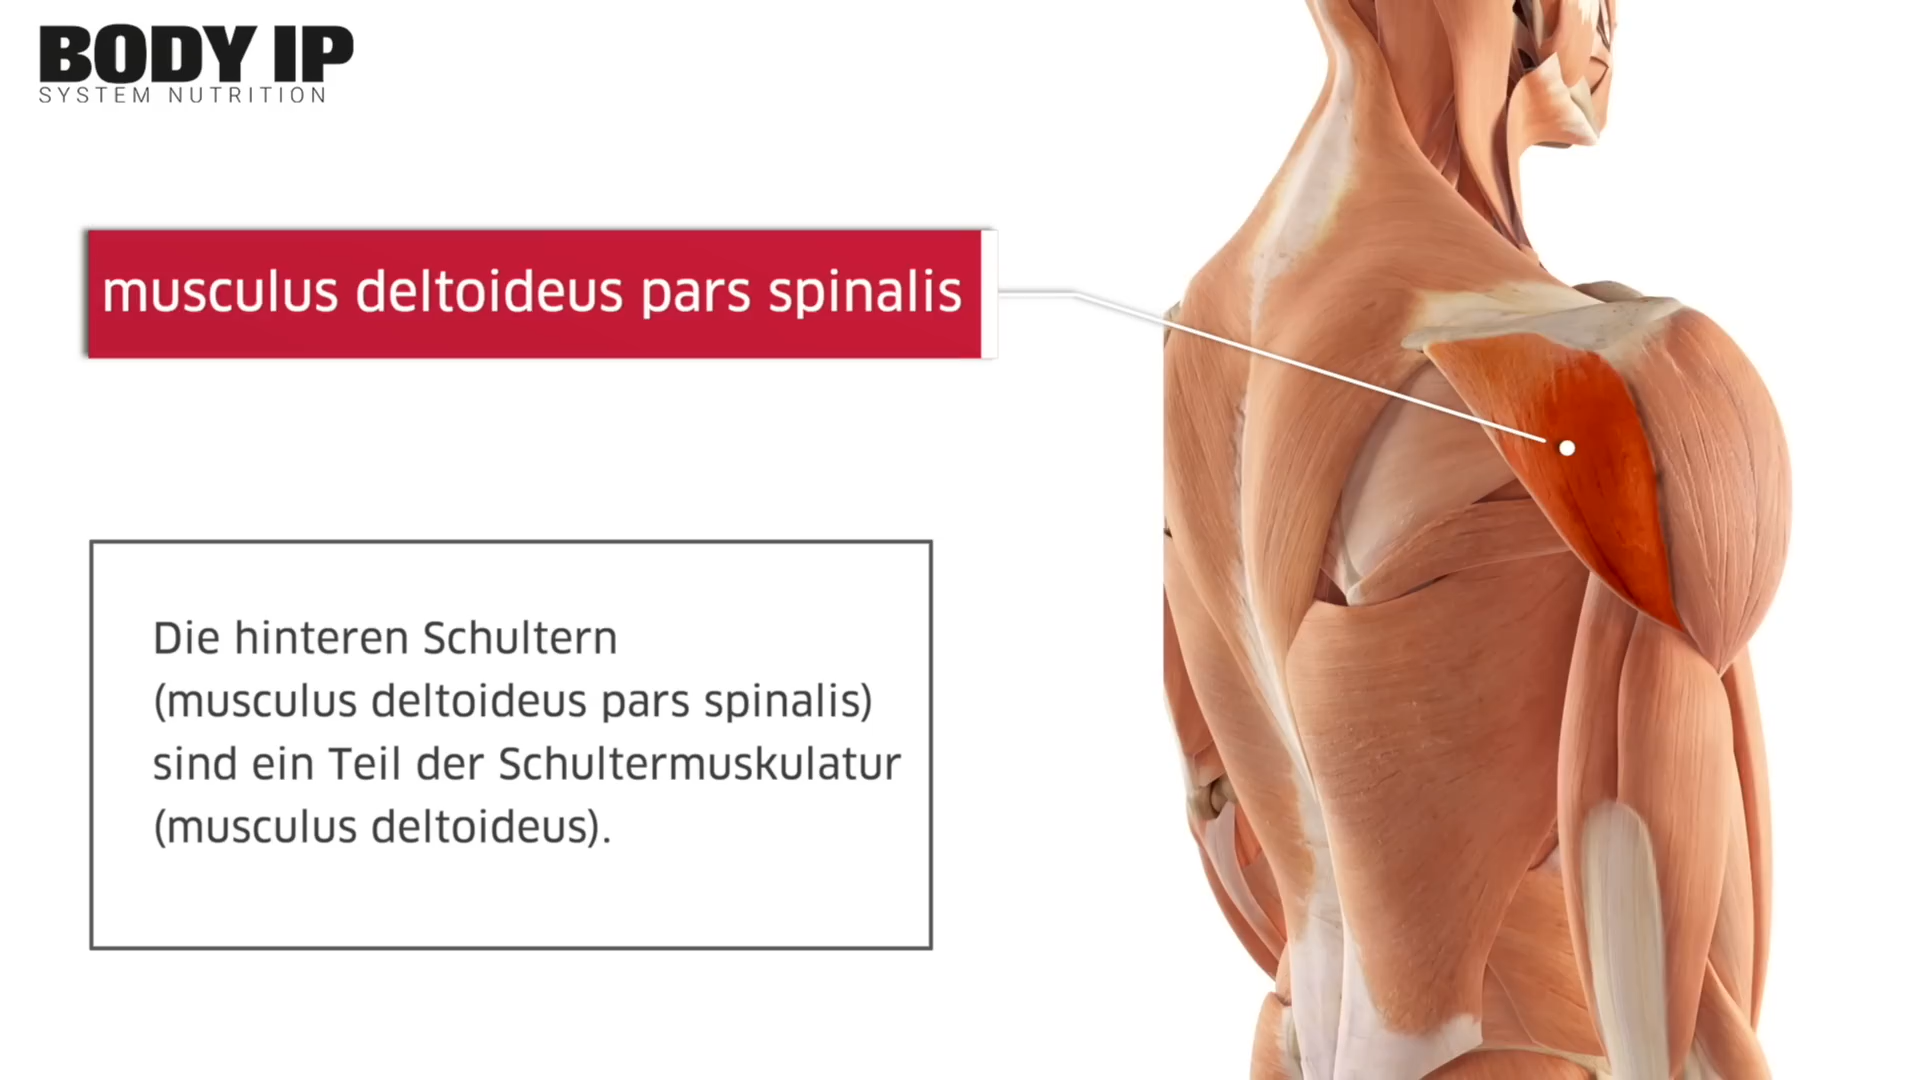 BODY IP
SYSTEM NUTRITION
musculus deltoideus pars spinalis
Die hinteren Schultern
(musculus deltoideus pars spinalis)
sind ein Teil der Schultermuskulatur
(musculus deltoideus).